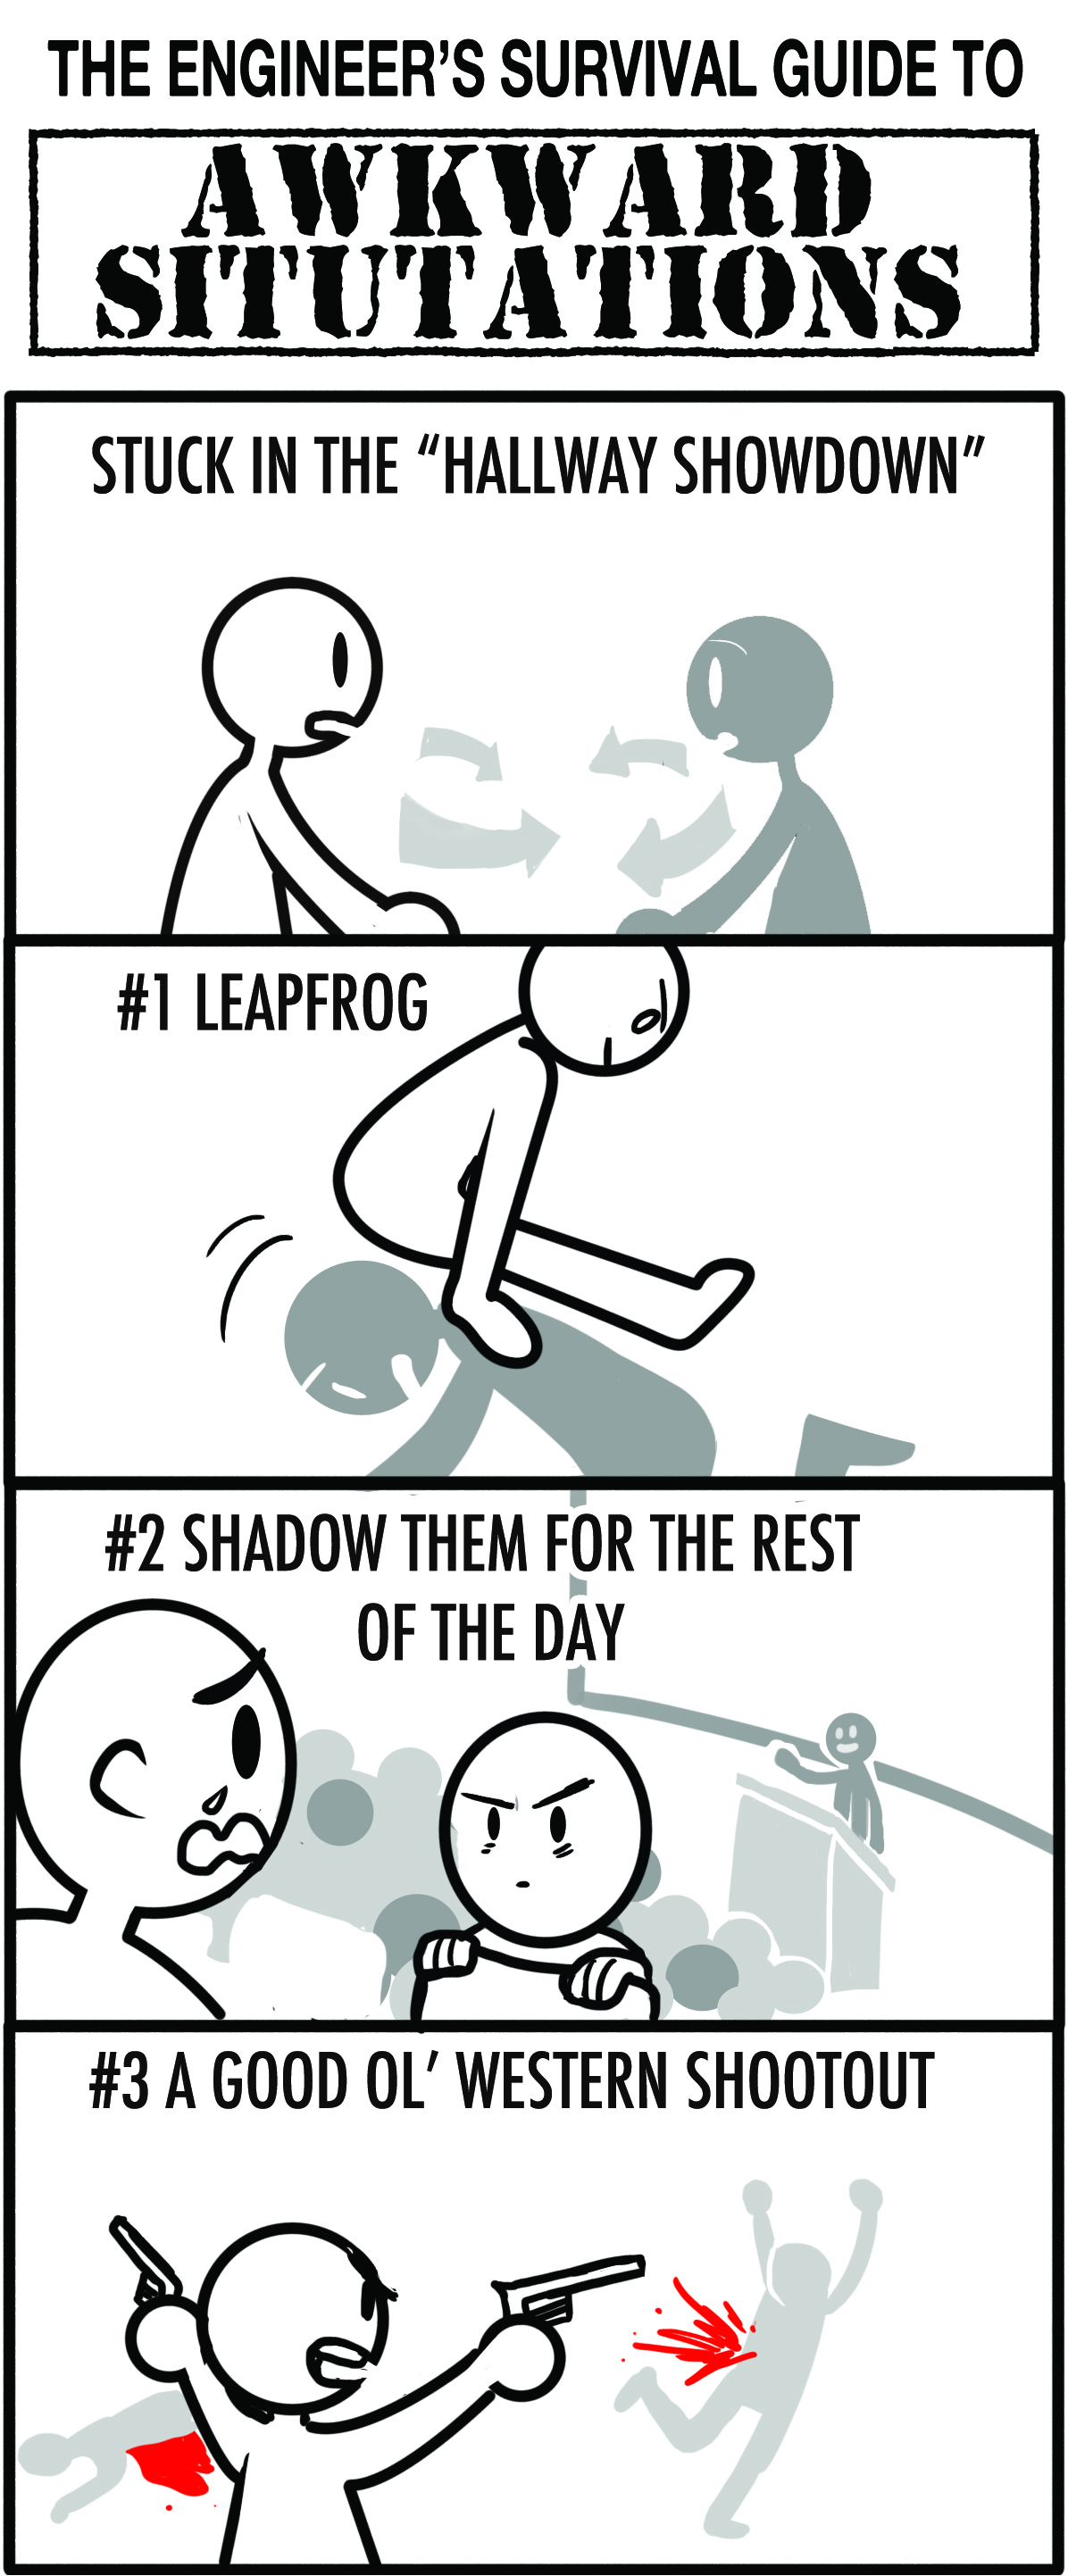 THE ENGINEER'S SURVIVAL GUIDE TO
AWKWARD
SITUTATIONS
STUCK IN THE "HALLWAY SHOWDOWN"
#1 LEAPFROG
#2 SHADOW THEM FOR THE REST
OF THE DAY
#3 A GOOD OL' WESTERN SHOOTOUT